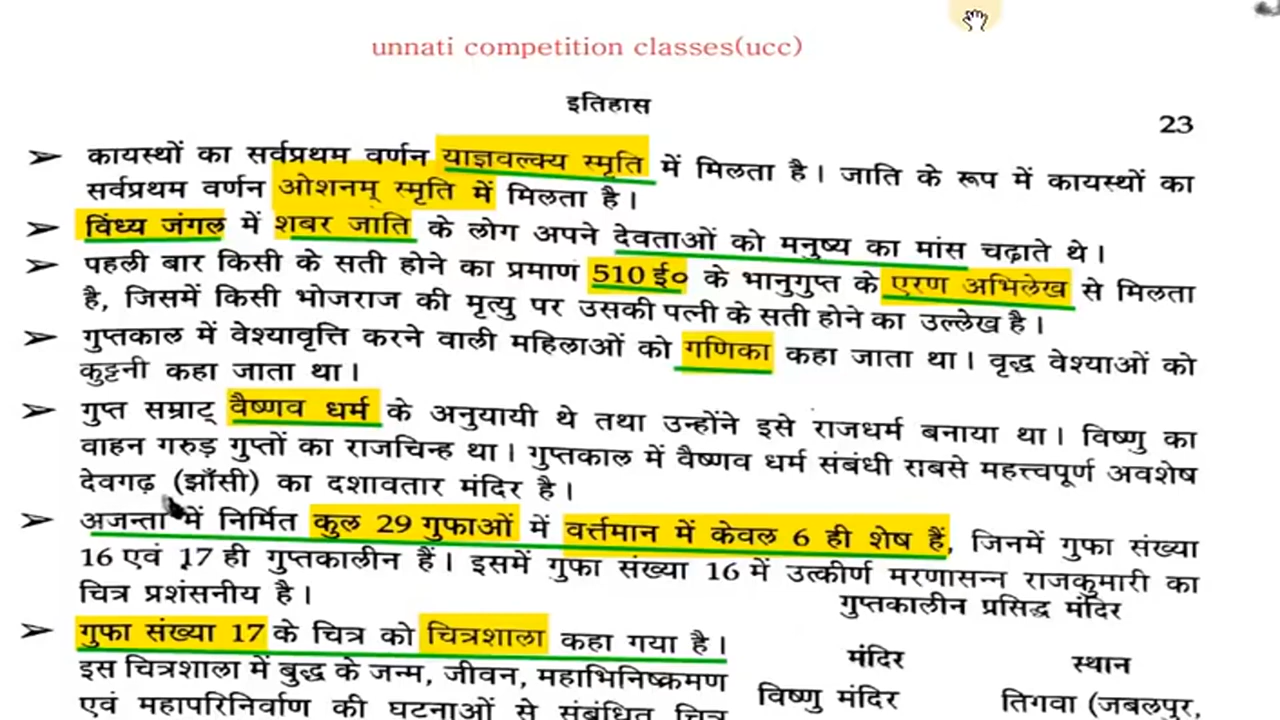 unnati competition classes(ucc)
इतिहास
23
➢ कायस्थों का सर्वप्रथम वर्णन याज्ञवल्क्य स्मृति में मिलता है। जाति के रूप में कायस्थों का
सर्वप्रथम वर्णन ओशनम् स्मृति में मिलता है।
➢ विंध्य जंगल में शबर जाति के लोग अपने देवताओं को मनुष्य का मांस चढ़ाते थे।
➢ पहली बार किसी के सती होने का प्रमाण 510 ई० के भानुगुप्त के एरण अभिलेख से मिलता
है, जिसमें किसी भोजराज की मृत्यु पर उसकी पत्नी के सती होने का उल्लेख है।
➢ गुप्तकाल में वेश्यावृत्ति करने वाली महिलाओं को गणिका कहा जाता था। वृद्ध वेश्याओं को
कुट्टनी कहा जाता था।
➢ गुप्त सम्राट् वैष्णव धर्म के अनुयायी थे तथा उन्होंने इसे राजधर्म बनाया था। विष्णु का
वाहन गरुड़ गुप्तों का राजचिन्ह था। गुप्तकाल में वैष्णव धर्म संबंधी सबसे महत्त्वपूर्ण अवशेष
देवगढ़ (झाँसी) का दशावतार मंदिर है।
➢ अजन्ता में निर्मित कुल 29 गुफाओं में वर्त्तमान में केवल 6 ही शेष हैं, जिनमें गुफा संख्या
16 एवं 17 ही गुप्तकालीन हैं। इसमें गुफा संख्या 16 में उत्कीर्ण मरणासन्न राजकुमारी का
चित्र प्रशंसनीय है।
➢ गुफा संख्या 17 के चित्र को चित्रशाला कहा गया है।
इस चित्रशाला में बुद्ध के जन्म, जीवन, महाभिनिष्क्रमण
एवं महापरिनिर्वाण की घटनाओं से संबंधित चित्र
गुप्तकालीन प्रसिद्ध मंदिर
मंदिर स्थान
विष्णु मंदिर तिगवा (जबलपुर,